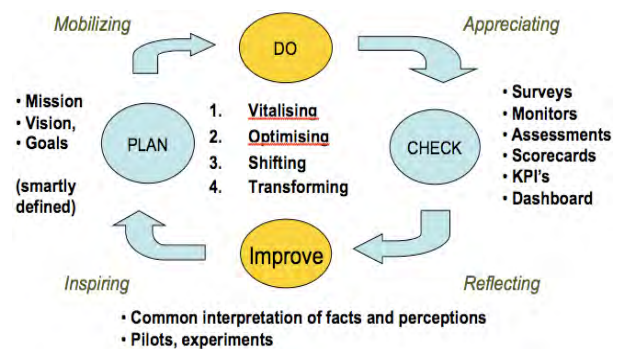 Mobilizing
DO
Appreciating
• Mission
• Vision,
• Goals
(smartly
defined)
PLAN
1. Vitalising
2. Optimising
3. Shifting
4. Transforming
CHECK
• Surveys
• Monitors
• Assessments
• Scorecards
• KPI's
• Dashboard
Improve
Inspiring
Reflecting
• Common interpretation of facts and perceptions
• Pilots, experiments